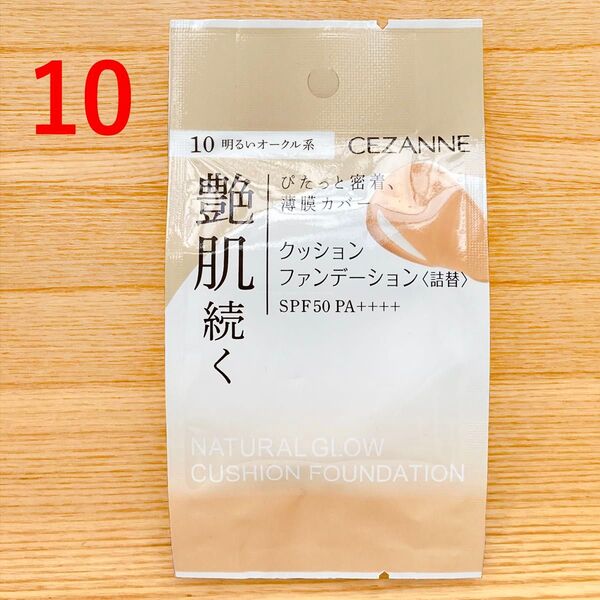 10
10 明るいオークル系
CEZANNE
艶肌続く
ぴたっと密着、
薄膜カバー
クッション
ファンデーション〈詰替〉
SPF50 PA++++
NATURAL GLOW
CUSHION FOUNDATION